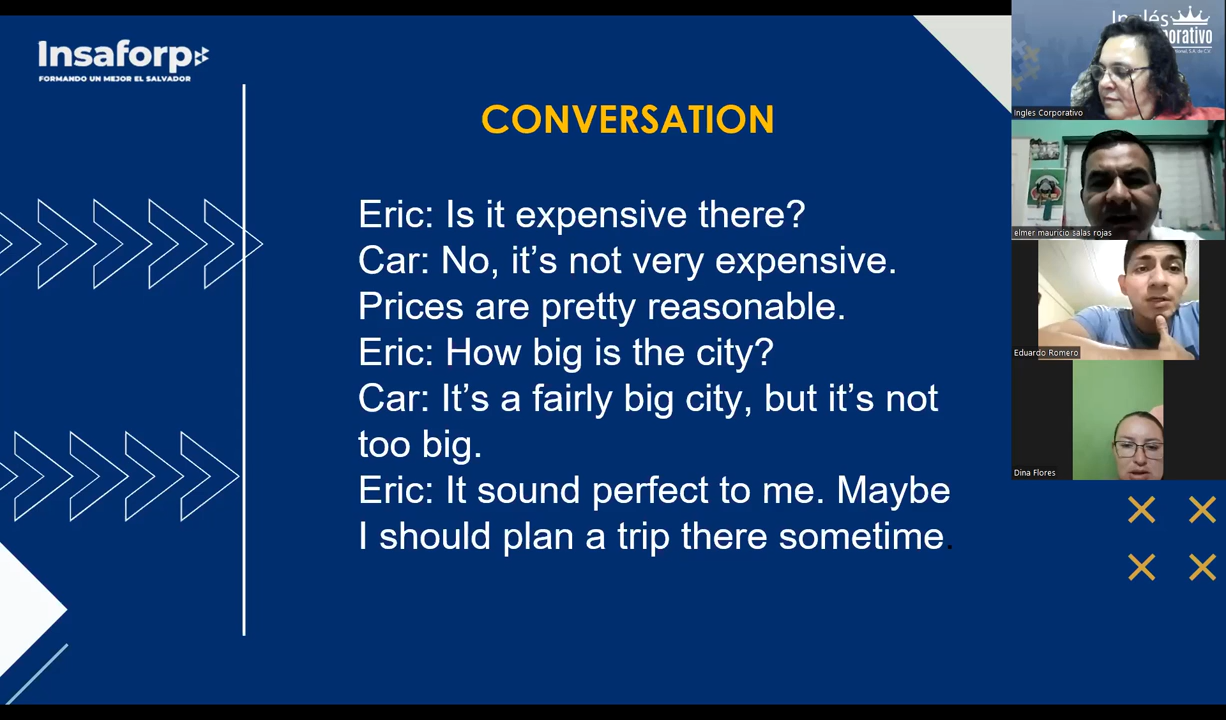 Insaforp
FORMANDO UN MEJOR EL SALVADOR
CONVERSATION
Eric: Is it expensive there?
Car: No, it's not very expensive.
Prices are pretty reasonable.
Eric: How big is the city?
Car: It's a fairly big city, but it's not
too big.
Eric: It sound perfect to me. Maybe
I should plan a trip there sometime.
Inglés
Ingles Corporativo
elmer mauricio salas rojas
Eduardo Romero
Dina Flores